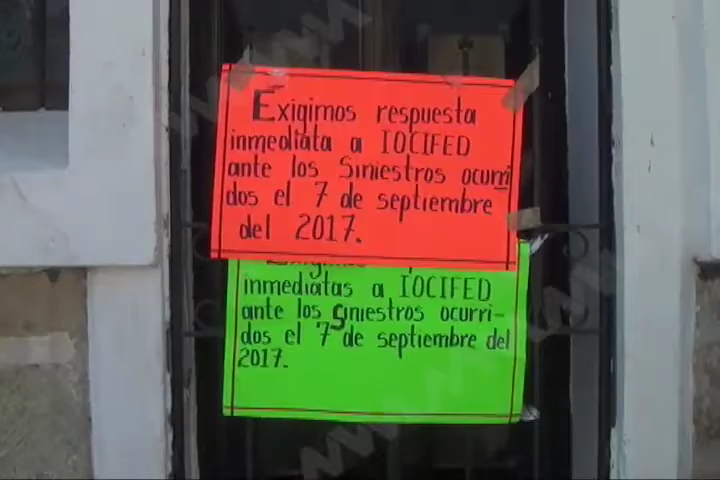 Exigimos respuesta
inmediata a IOCIFED
ante los Siniestros ocurri
dos el 7 de septiembre
del 2017.
inmediatas a IOCIFED
ante los Siniestros ocurri-
dos el 7 de septiembre del
2017.